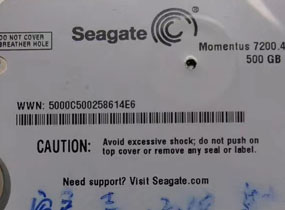 DO NOT COVER
BREATHER HOLE
Seagate
Momentus 7200.4
500 GB
WWN: 5000C500258614E6
CAUTION: Avoid excessive shock; do not push on
top cover or remove any seal or label.
Need support? Visit Seagate.com